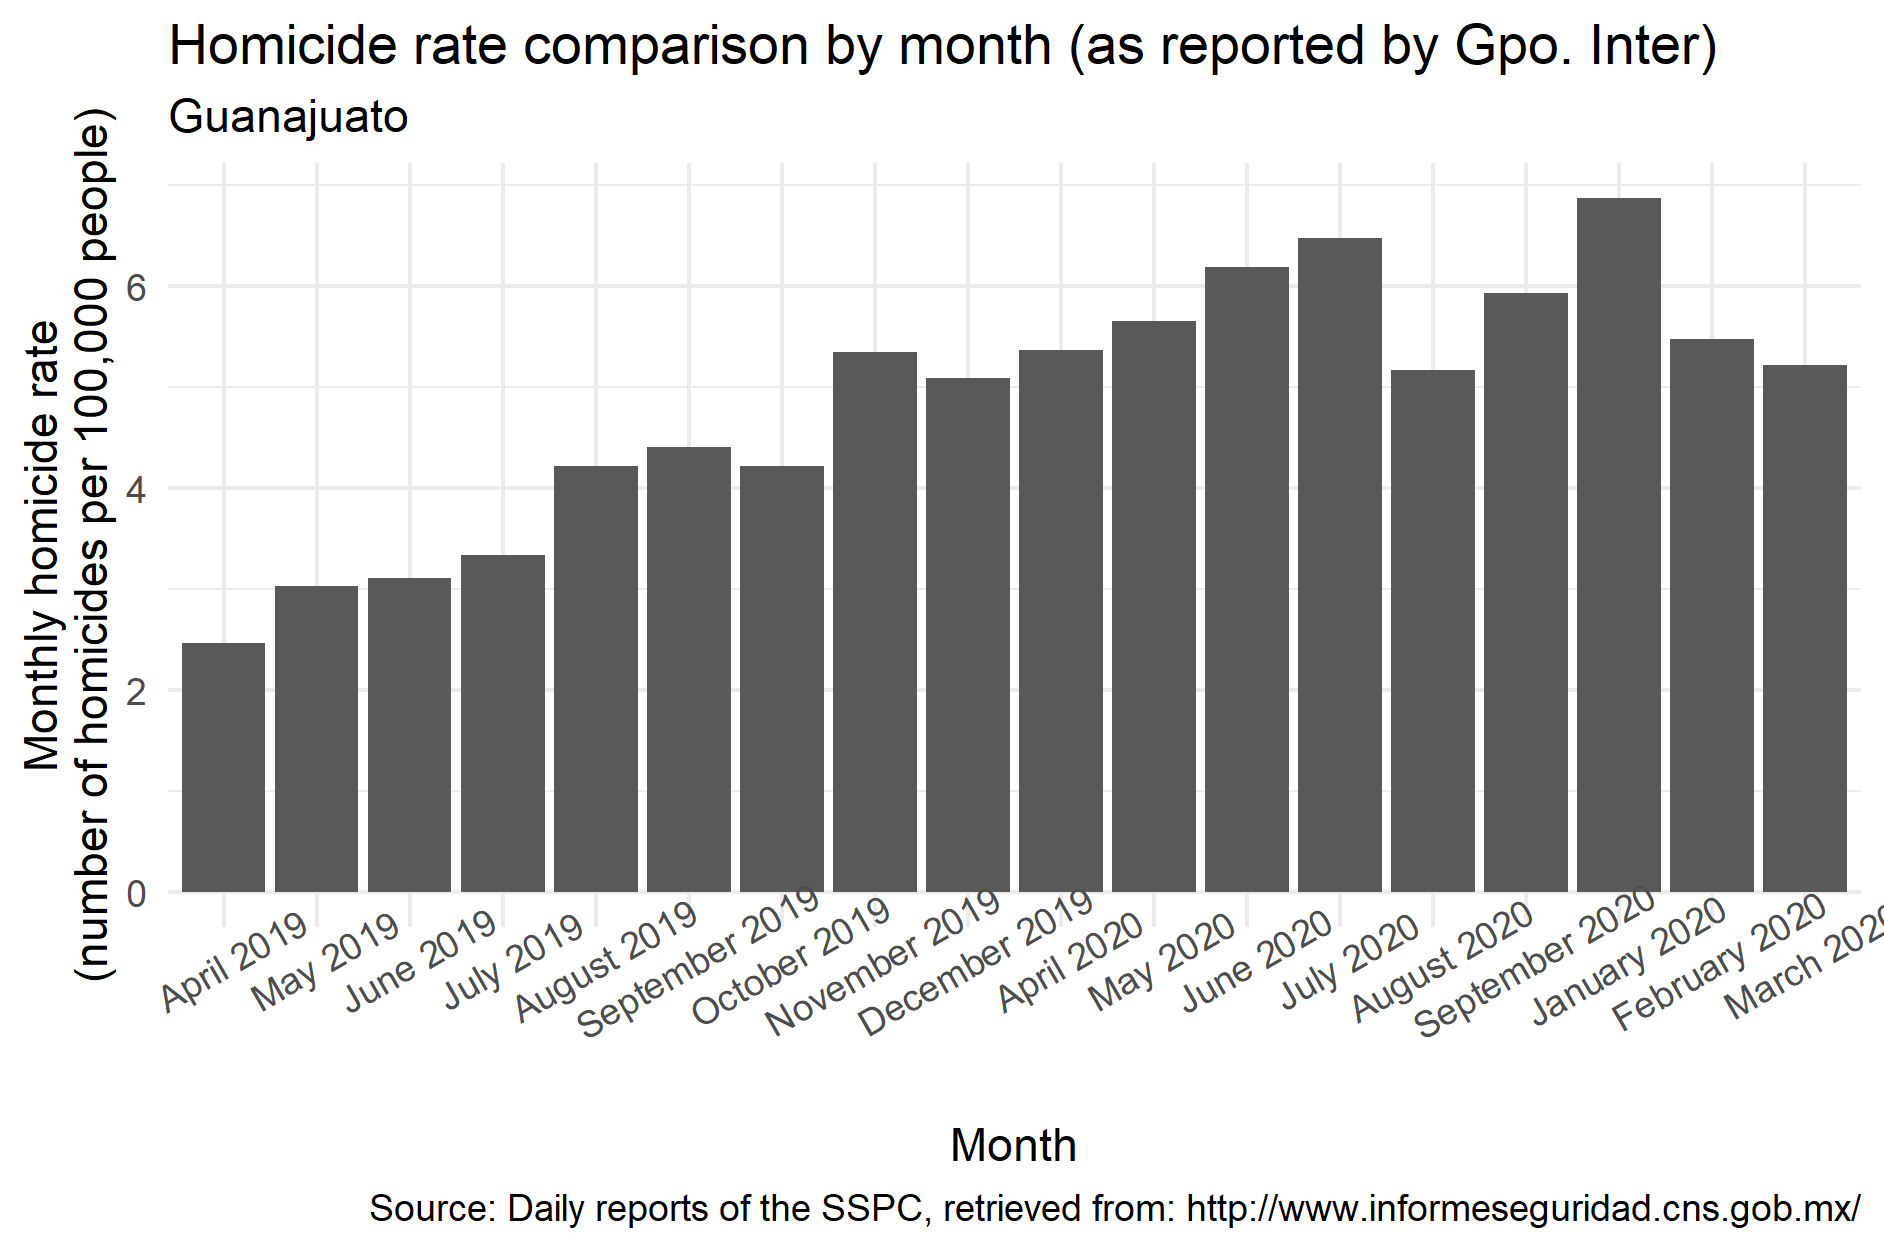 Homicide rate comparison by month (as reported by Gpo. Inter)
Guanajuato
Monthly homicide rate
(number of homicides per 100,000 people)
6
4
2
0
April 2019
May 2019
June 2019
July 2019
August 2019
September 2019
October 2019
November 2019
December 2019
April 2020
May 2020
June 2020
July 2020
August 2020
September 2020
January 2020
February 2020
March 2020
Month
Source: Daily reports of the SSPC, retrieved from: http://www.informeseguridad.cns.gob.mx/